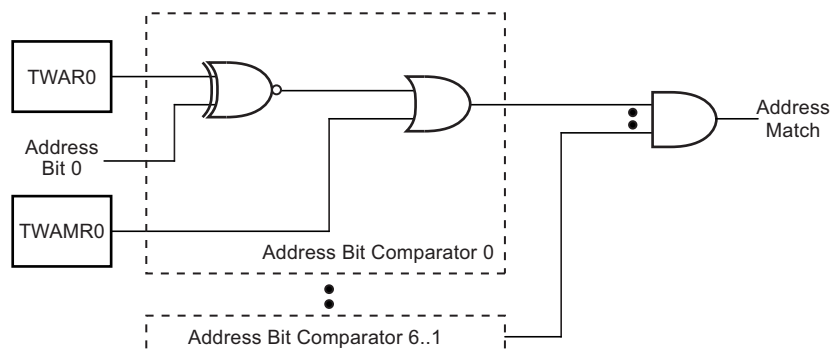 TWAR0
Address
Bit 0
TWAMR0
Address Bit Comparator 0
Address Bit Comparator 6..1
Address
Match